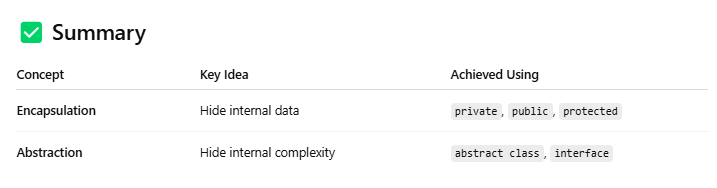 ✅ Summary
Concept Key Idea Achieved Using
Encapsulation Hide internal data private, public, protected
Abstraction Hide internal complexity abstract class, interface